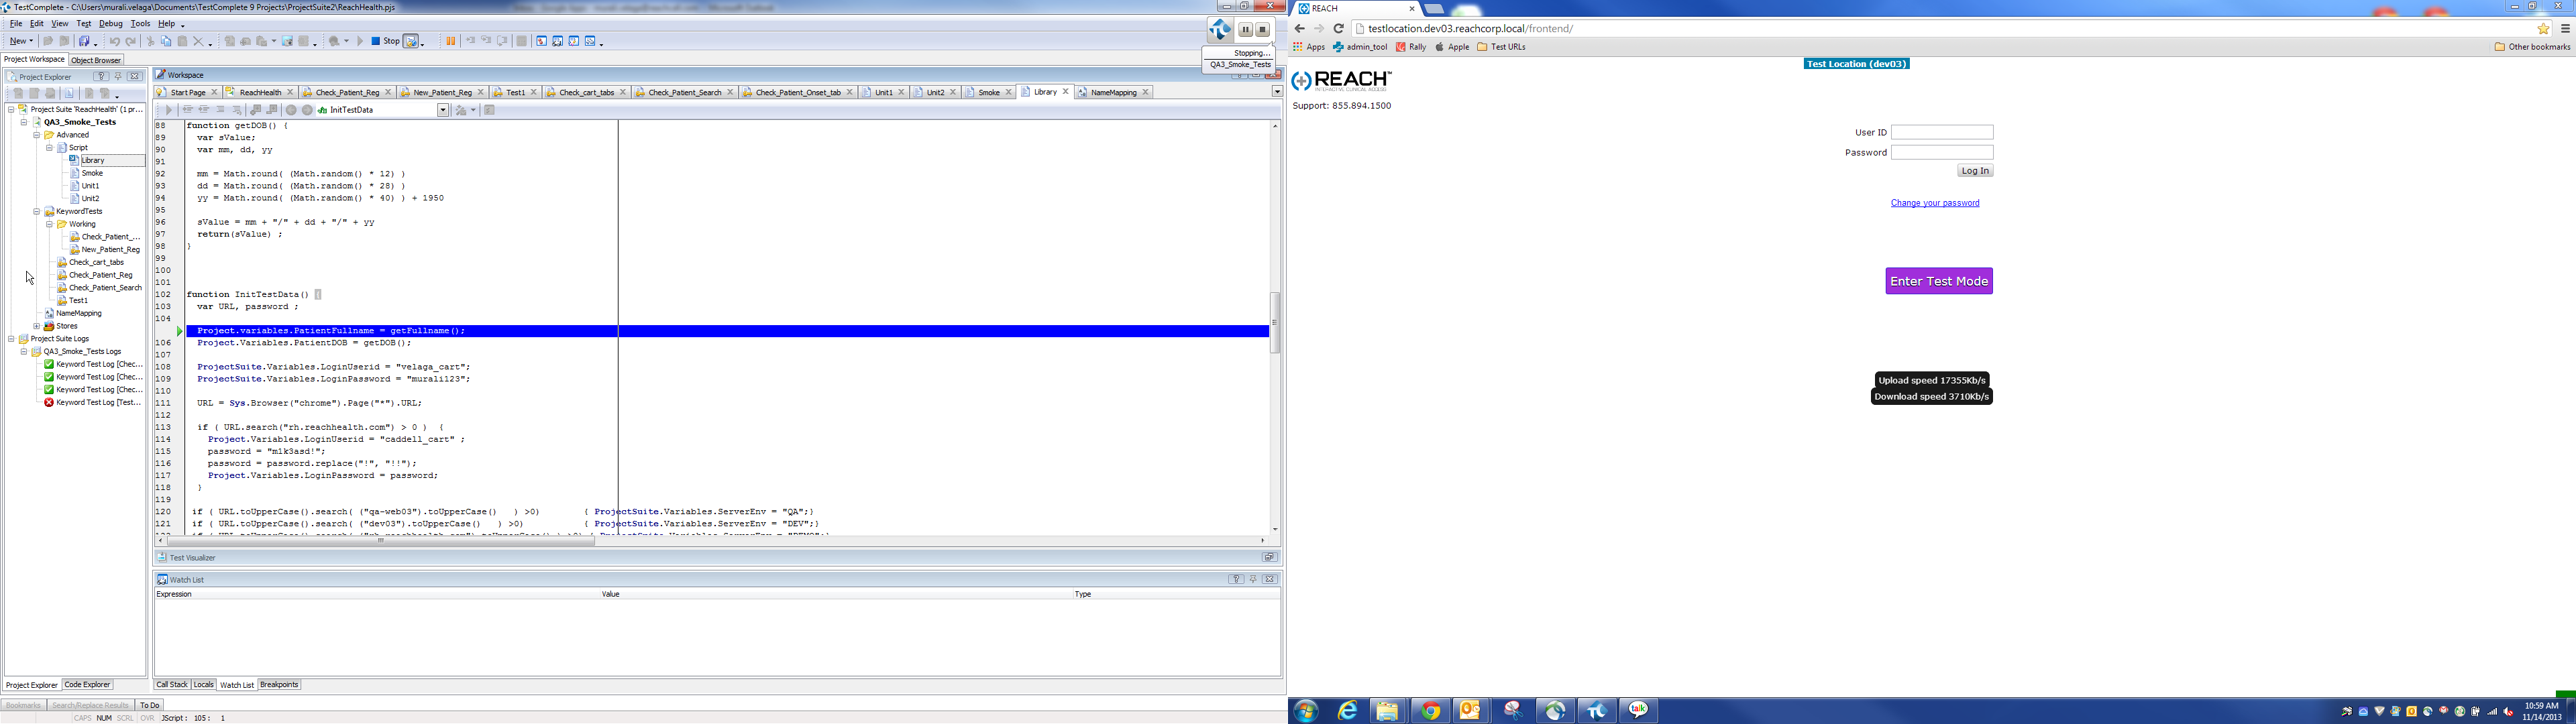 TestComplete - C:\Users\murali.velaga\Documents\TestComplete 9 Projects\ProjectSuite2\ReachHealth.pjs
File Edit View Test Debug Tools Help
New Stop
Stopping...
QA3_Smoke_Tests
Project Workspace Object Browser
Project Explorer
Project Suite 'ReachHealth' (1 pr...
QA3_Smoke_Tests
Advanced
Script
Library
Smoke
Unit1
Unit2
KeywordTests
Working
Check_Patient_...
New_Patient_Reg
Check_cart_tabs
Check_Patient_Reg
Check_Patient_Search
Test1
NameMapping
Stores
Project Suite Logs
QA3_Smoke_Tests Logs
Keyword Test Log [Chec...
Keyword Test Log [Chec...
Keyword Test Log [Chec...
Keyword Test Log [Test...
Project Explorer Code Explorer
Workspace
Start Page ReachHealth Check_Patient_Reg New_Patient_Reg Test1 Check_cart_tabs Check_Patient_Search Check_Patient_Onset_tab Unit1 Unit2 Smoke Library NameMapping
InitTestData
88 function getDOB() {
89 var sValue;
90 var mm, dd, yy
91
92 mm = Math.round( (Math.random() * 12) )
93 dd = Math.round( (Math.random() * 28) )
94 yy = Math.round( (Math.random() * 40) ) + 1950
95
96 sValue = mm + "/" + dd + "/" + yy
97 return(sValue) ;
98 }
99
100
101
102 function InitTestData() {
103 var URL, password ;
104
Project.variables.PatientFullname = getFullname();
106 Project.Variables.PatientDOB = getDOB();
107
108 ProjectSuite.Variables.LoginUserid = "velaga_cart";
109 ProjectSuite.Variables.LoginPassword = "murali123";
110
111 URL = Sys.Browser("chrome").Page("*").URL;
112
113 if ( URL.search("rh.reachhealth.com") > 0 ) {
114 Project.Variables.LoginUserid = "caddell_cart" ;
115 password = "m1k3asd!";
116 password = password.replace("!", "!!");
117 Project.Variables.LoginPassword = password;
118 }
119
120 if ( URL.toUpperCase().search( ("qa-web03").toUpperCase() ) >0) { ProjectSuite.Variables.ServerEnv = "QA";}
121 if ( URL.toUpperCase().search( ("dev03").toUpperCase() ) >0) { ProjectSuite.Variables.ServerEnv = "DEV";}
Test Visualizer
Watch List
Expression Value Type
Call Stack Locals Watch List Breakpoints
Bookmarks Search/Replace Results To Do
CAPS NUM SCRL OVR JScript : 105 : 1
REACH
testlocation.dev03.reachcorp.local/frontend/
Apps admin_tool Rally Apple Test URLs Other bookmarks
Test Location (dev03)
REACH™
INTERACTIVE CLINICAL ACCESS
Support: 855.894.1500
User ID
Password
Log In
Change your password
Enter Test Mode
Upload speed 17355Kb/s
Download speed 3710Kb/s
talk
10:59 AM
11/14/2013